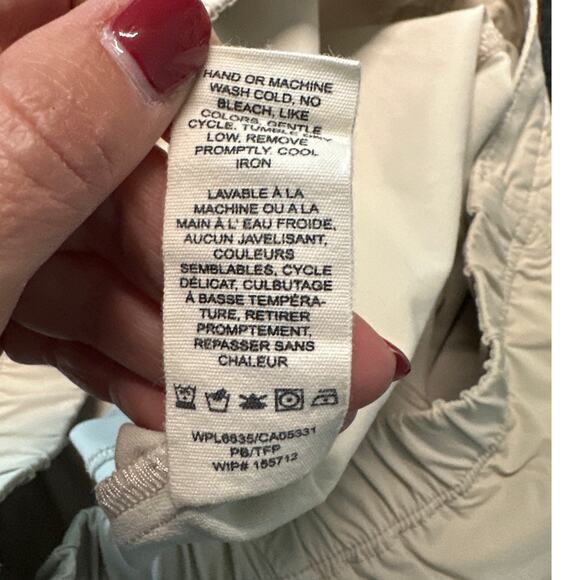 HAND OR MACHINE
WASH COLD, NO
BLEACH, LIKE
COLORS, GENTLE
CYCLE, TUMBLE DRY
LOW, REMOVE
PROMPTLY, COOL
IRON
LAVABLE À LA
MACHINE OU A LA
MAIN À L' EAU FROIDE,
AUCUN JAVELISANT,
COULEURS
SEMBLABLES, CYCLE
DÉLICAT, CULBUTAGE
À BASSE TEMPÉRA-
TURE, RETIRER
PROMPTEMENT,
REPASSER SANS
CHALEUR
WPL6635/CA05331
PB/TFP
WIP# 155712